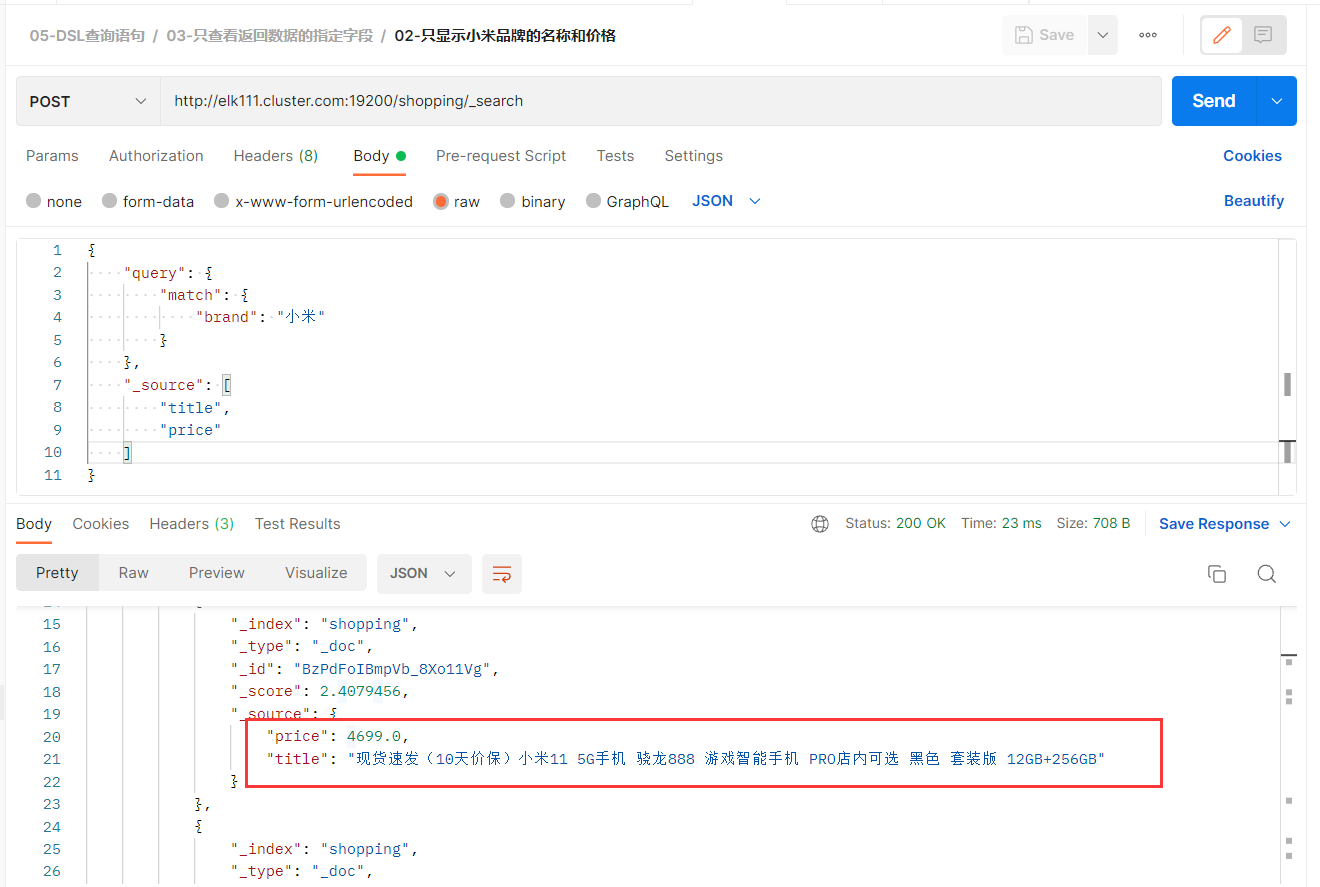 05-DSL查询语句 / 03-只查看返回数据的指定字段 / 02-只显示小米品牌的名称和价格
Save
POST
http://elk111.cluster.com:19200/shopping/_search
Send
Params Authorization Headers (8) Body Pre-request Script Tests Settings Cookies
none form-data x-www-form-urlencoded raw binary GraphQL JSON Beautify
1 {
2 "query": {
3 "match": {
4 "brand": "小米"
5 }
6 },
7 "_source": [
8 "title",
9 "price"
10 ]
11 }
Body Cookies Headers (3) Test Results Status: 200 OK Time: 23 ms Size: 708 B Save Response
Pretty Raw Preview Visualize JSON
15 "_index": "shopping",
16 "_type": "_doc",
17 "_id": "BzPdFoIBmpVb_8Xo11Vg",
18 "_score": 2.4079456,
19 "_source": {
20 "price": 4699.0,
21 "title": "现货速发（10天价保）小米11 5G手机 骁龙888 游戏智能手机 PRO店内可选 黑色 套装版 12GB+256GB"
22 }
23 },
24 {
25 "_index": "shopping",
26 "_type": "_doc",